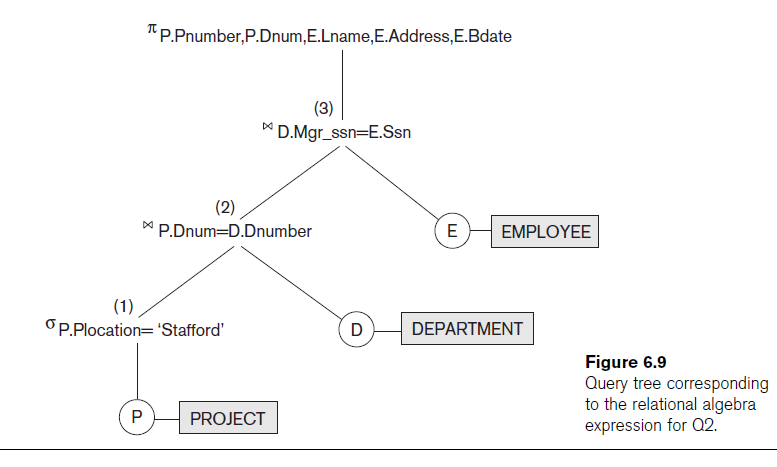 π P.Pnumber,P.Dnum,E.Lname,E.Address,E.Bdate
(3)
⋈ D.Mgr_ssn=E.Ssn
(2)
⋈ P.Dnum=D.Dnumber
E
EMPLOYEE
(1)
σ P.Plocation= ‘Stafford’
D
DEPARTMENT
P
PROJECT
Figure 6.9
Query tree corresponding
to the relational algebra
expression for Q2.